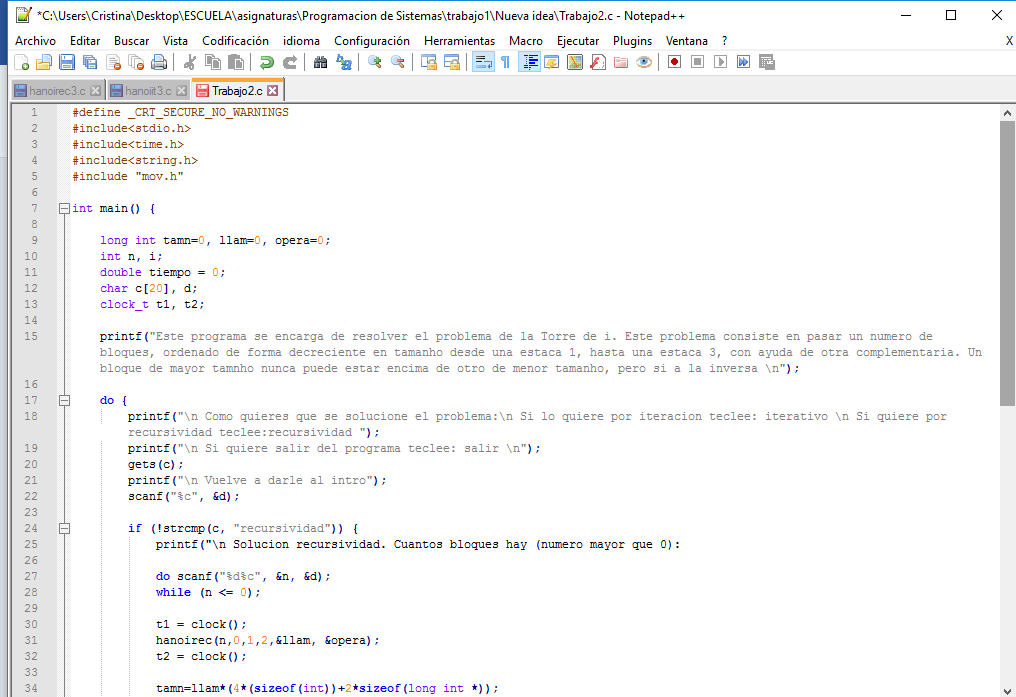 *C:\Users\Cristina\Desktop\ESCUELA\asignaturas\Programacion de Sistemas\trabajo1\Nueva idea\Trabajo2.c - Notepad++
Archivo Editar Buscar Vista Codificación idioma Configuración Herramientas Macro Ejecutar Plugins Ventana ? X
hanoirec3.c hanoiit3.c Trabajo2.c
1 #define _CRT_SECURE_NO_WARNINGS
2 #include<stdio.h>
3 #include<time.h>
4 #include<string.h>
5 #include "mov.h"
6
7 int main() {
8
9 long int tamn=0, llam=0, opera=0;
10 int n, i;
11 double tiempo = 0;
12 char c[20], d;
13 clock_t t1, t2;
14
15 printf("Este programa se encarga de resolver el problema de la Torre de i. Este problema consiste en pasar un numero de
bloques, ordenado de forma decreciente en tamanho desde una estaca 1, hasta una estaca 3, con ayuda de otra complementaria. Un
bloque de mayor tamnho nunca puede estar encima de otro de menor tamanho, pero si a la inversa \n");
16
17 do {
18 printf("\n Como quieres que se solucione el problema:\n Si lo quiere por iteracion teclee: iterativo \n Si quiere por
recursividad teclee:recursividad ");
19 printf("\n Si quiere salir del programa teclee: salir \n");
20 gets(c);
21 printf("\n Vuelve a darle al intro");
22 scanf("%c", &d);
23
24 if (!strcmp(c, "recursividad")) {
25 printf("\n Solucion recursividad. Cuantos bloques hay (numero mayor que 0):
26
27 do scanf("%d%c", &n, &d);
28 while (n <= 0);
29
30 t1 = clock();
31 hanoirec(n,0,1,2,&llam, &opera);
32 t2 = clock();
33
34 tamn=llam*(4*(sizeof(int))+2*sizeof(long int *));